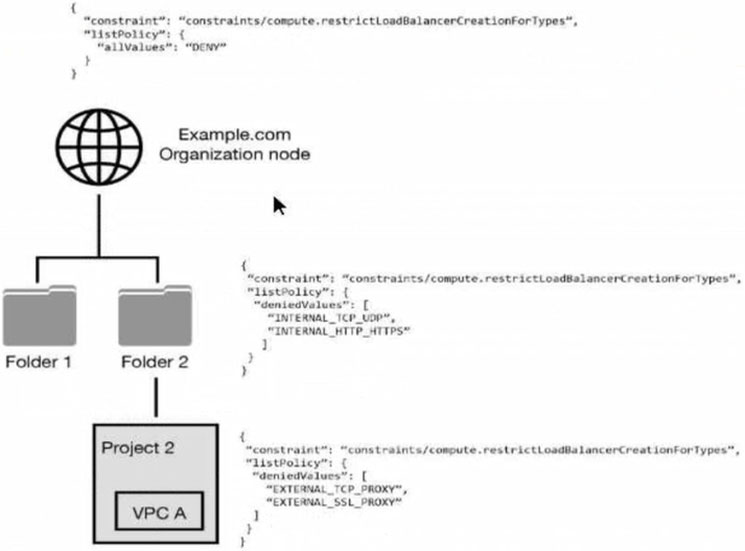 {
"constraint": "constraints/compute.restrictLoadBalancerCreationForTypes",
"listPolicy": {
"allValues": "DENY"
}
}
Example.com
Organization node
{
"constraint": "constraints/compute.restrictLoadBalancerCreationForTypes",
"listPolicy": {
"deniedValues": [
"INTERNAL_TCP_UDP",
"INTERNAL_HTTP_HTTPS"
]
}
}
Folder 1
Folder 2
Project 2
VPC A
{
"constraint": "constraints/compute.restrictLoadBalancerCreationForTypes",
"listPolicy": {
"deniedValues": [
"EXTERNAL_TCP_PROXY",
"EXTERNAL_SSL_PROXY"
]
}
}